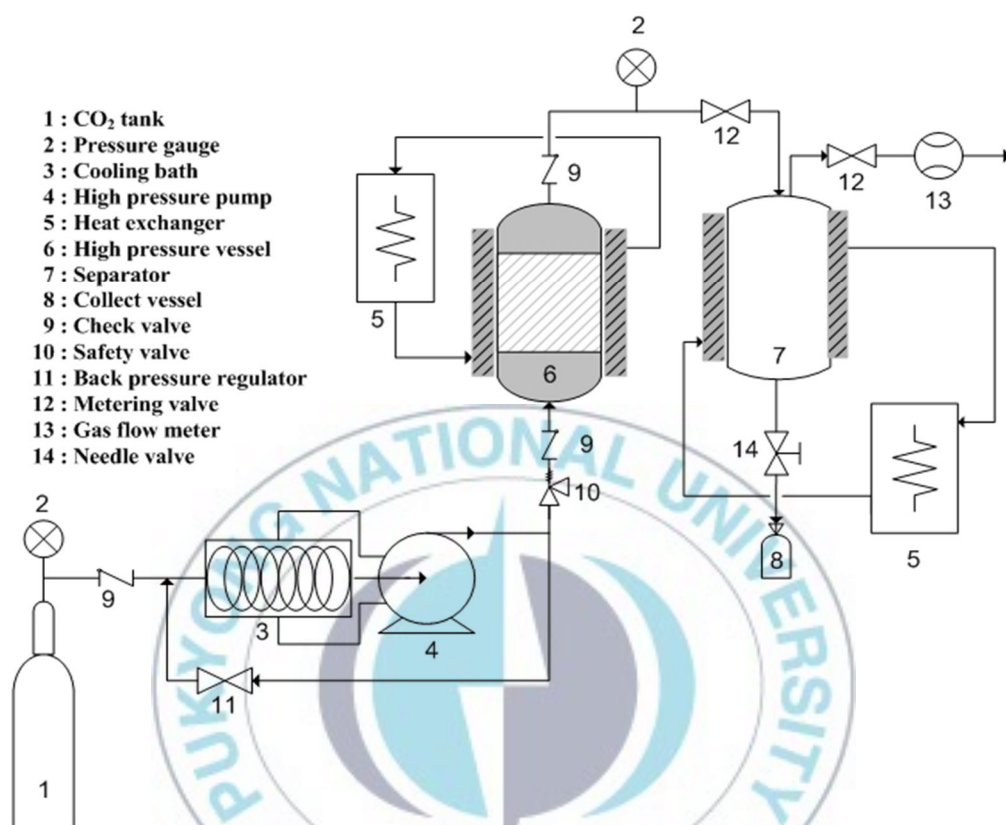 2
1 : CO₂ tank
2 : Pressure gauge
3 : Cooling bath
4 : High pressure pump
5 : Heat exchanger
6 : High pressure vessel
7 : Separator
8 : Collect vessel
9 : Check valve
10 : Safety valve
11 : Back pressure regulator
12 : Metering valve
13 : Gas flow meter
14 : Needle valve
12
12
13
9
5
6
7
9
14
10
2
8
5
9
3
4
11
1
PUKYONG NATIONAL UNIVERSITY